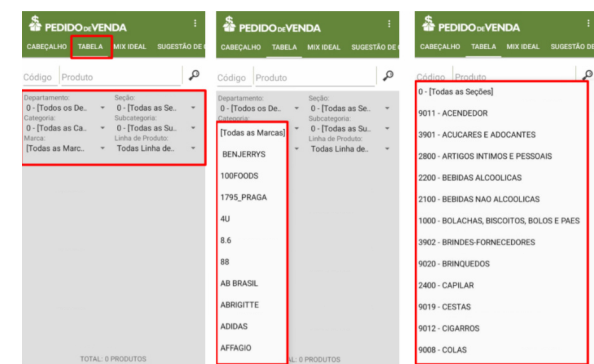 PEDIDO DE VENDA
CABEÇALHO TABELA MIX IDEAL SUGESTÃO DE
Código Produto
Departamento: Seção:
0 - [Todos os De.. 0 - [Todas as Se..
Categoria: Subcategoria:
0 - [Todas as Ca.. 0 - [Todas as Su..
Marca: Linha de Produto:
[Todas as Marc.. Todas Linha de..
TOTAL: 0 PRODUTOS
PEDIDO DE VENDA
CABEÇALHO TABELA MIX IDEAL SUGESTÃO DE
Código Produto
Departamento: Seção:
0 - [Todos os De.. 0 - [Todas as Se..
Categoria: Subcategoria:
0 - [Todas as Su..
Linha de Produto:
Todas Linha de..
[Todas as Marcas]
BENJERRYS
100FOODS
1795_PRAGA
4U
8.6
88
AB BRASIL
ABRIGITTE
ADIDAS
AFFAGIO
AL: 0 PRODUTOS
PEDIDO DE VENDA
CABEÇALHO TABELA MIX IDEAL SUGESTÃO DE
Código Produto
0 - [Todas as Seções]
9011 - ACENDEDOR
3901 - ACUCARES E ADOCANTES
2800 - ARTIGOS INTIMOS E PESSOAIS
2200 - BEBIDAS ALCOOLICAS
2100 - BEBIDAS NAO ALCOOLICAS
1000 - BOLACHAS, BISCOITOS, BOLOS E PAES
3902 - BRINDES-FORNECEDORES
9020 - BRINQUEDOS
2400 - CAPILAR
9019 - CESTAS
9012 - CIGARROS
9008 - COLAS